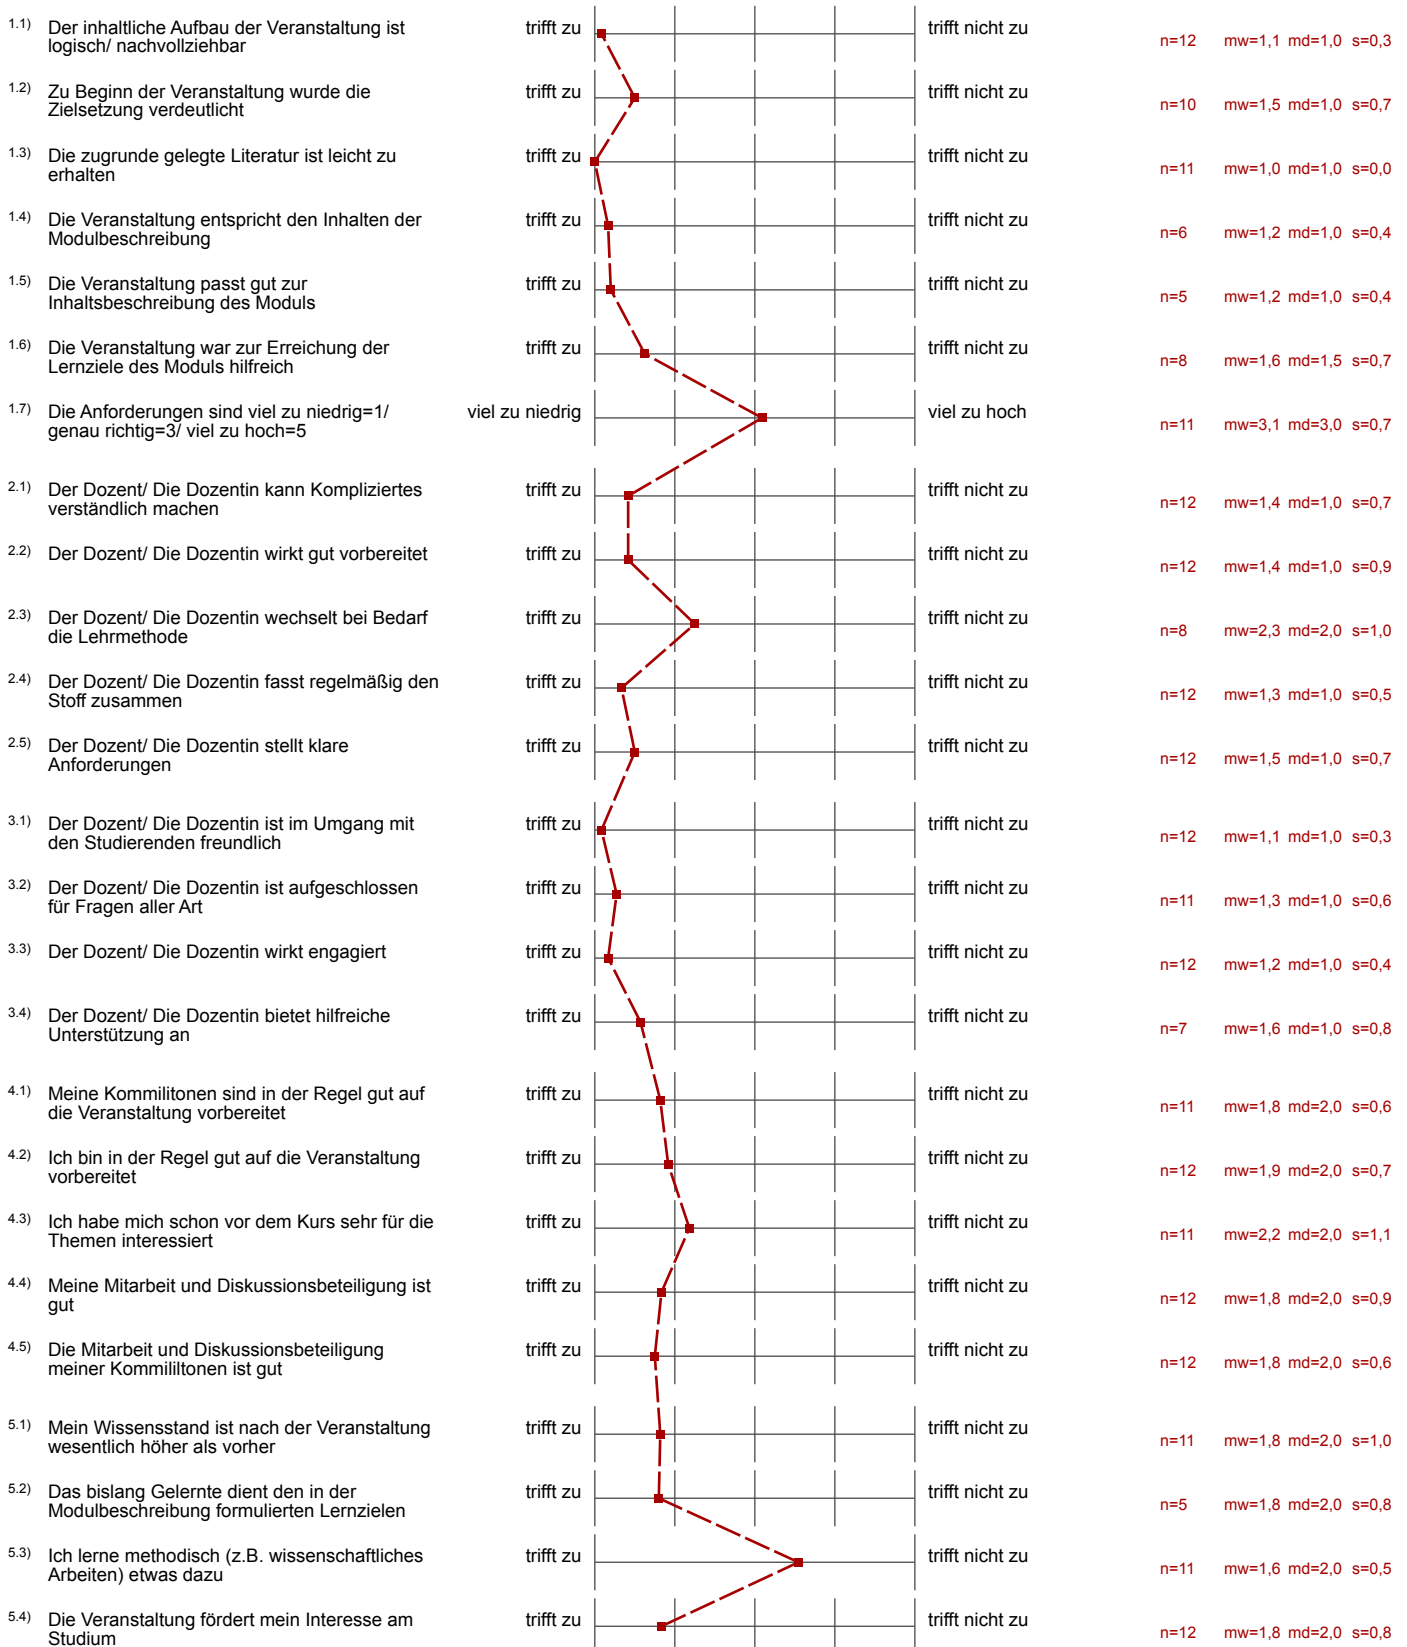 1.1) Der inhaltliche Aufbau der Veranstaltung ist trifft zu trifft nicht zu
logisch/ nachvollziehbar n=12 mw=1,1 md=1,0 s=0,3
1.2) Zu Beginn der Veranstaltung wurde die trifft zu trifft nicht zu
Zielsetzung verdeutlicht n=10 mw=1,5 md=1,0 s=0,7
1.3) Die zugrunde gelegte Literatur ist leicht zu trifft zu trifft nicht zu
erhalten n=11 mw=1,0 md=1,0 s=0,0
1.4) Die Veranstaltung entspricht den Inhalten der trifft zu trifft nicht zu
Modulbeschreibung n=6 mw=1,2 md=1,0 s=0,4
1.5) Die Veranstaltung passt gut zur trifft zu trifft nicht zu
Inhaltsbeschreibung des Moduls n=5 mw=1,2 md=1,0 s=0,4
1.6) Die Veranstaltung war zur Erreichung der trifft zu trifft nicht zu
Lernziele des Moduls hilfreich n=8 mw=1,6 md=1,5 s=0,7
1.7) Die Anforderungen sind viel zu niedrig=1/ viel zu niedrig viel zu hoch
genau richtig=3/ viel zu hoch=5 n=11 mw=3,1 md=3,0 s=0,7
2.1) Der Dozent/ Die Dozentin kann Kompliziertes trifft zu trifft nicht zu
verständlich machen n=12 mw=1,4 md=1,0 s=0,7
2.2) Der Dozent/ Die Dozentin wirkt gut vorbereitet trifft zu trifft nicht zu
n=12 mw=1,4 md=1,0 s=0,9
2.3) Der Dozent/ Die Dozentin wechselt bei Bedarf trifft zu trifft nicht zu
die Lehrmethode n=8 mw=2,3 md=2,0 s=1,0
2.4) Der Dozent/ Die Dozentin fasst regelmäßig den trifft zu trifft nicht zu
Stoff zusammen n=12 mw=1,3 md=1,0 s=0,5
2.5) Der Dozent/ Die Dozentin stellt klare trifft zu trifft nicht zu
Anforderungen n=12 mw=1,5 md=1,0 s=0,7
3.1) Der Dozent/ Die Dozentin ist im Umgang mit trifft zu trifft nicht zu
den Studierenden freundlich n=12 mw=1,1 md=1,0 s=0,3
3.2) Der Dozent/ Die Dozentin ist aufgeschlossen trifft zu trifft nicht zu
für Fragen aller Art n=11 mw=1,3 md=1,0 s=0,6
3.3) Der Dozent/ Die Dozentin wirkt engagiert trifft zu trifft nicht zu
n=12 mw=1,2 md=1,0 s=0,4
3.4) Der Dozent/ Die Dozentin bietet hilfreiche trifft zu trifft nicht zu
Unterstützung an n=7 mw=1,6 md=1,0 s=0,8
4.1) Meine Kommilitonen sind in der Regel gut auf trifft zu trifft nicht zu
die Veranstaltung vorbereitet n=11 mw=1,8 md=2,0 s=0,6
4.2) Ich bin in der Regel gut auf die Veranstaltung trifft zu trifft nicht zu
vorbereitet n=12 mw=1,9 md=2,0 s=0,7
4.3) Ich habe mich schon vor dem Kurs sehr für die trifft zu trifft nicht zu
Themen interessiert n=11 mw=2,2 md=2,0 s=1,1
4.4) Meine Mitarbeit und Diskussionsbeteiligung ist trifft zu trifft nicht zu
gut n=12 mw=1,8 md=2,0 s=0,9
4.5) Die Mitarbeit und Diskussionsbeteiligung trifft zu trifft nicht zu
meiner Kommililtonen ist gut n=12 mw=1,8 md=2,0 s=0,6
5.1) Mein Wissensstand ist nach der Veranstaltung trifft zu trifft nicht zu
wesentlich höher als vorher n=11 mw=1,8 md=2,0 s=1,0
5.2) Das bislang Gelernte dient den in der trifft zu trifft nicht zu
Modulbeschreibung formulierten Lernzielen n=5 mw=1,8 md=2,0 s=0,8
5.3) Ich lerne methodisch (z.B. wissenschaftliches trifft zu trifft nicht zu
Arbeiten) etwas dazu n=11 mw=1,6 md=2,0 s=0,5
5.4) Die Veranstaltung fördert mein Interesse am trifft zu trifft nicht zu
Studium n=12 mw=1,8 md=2,0 s=0,8